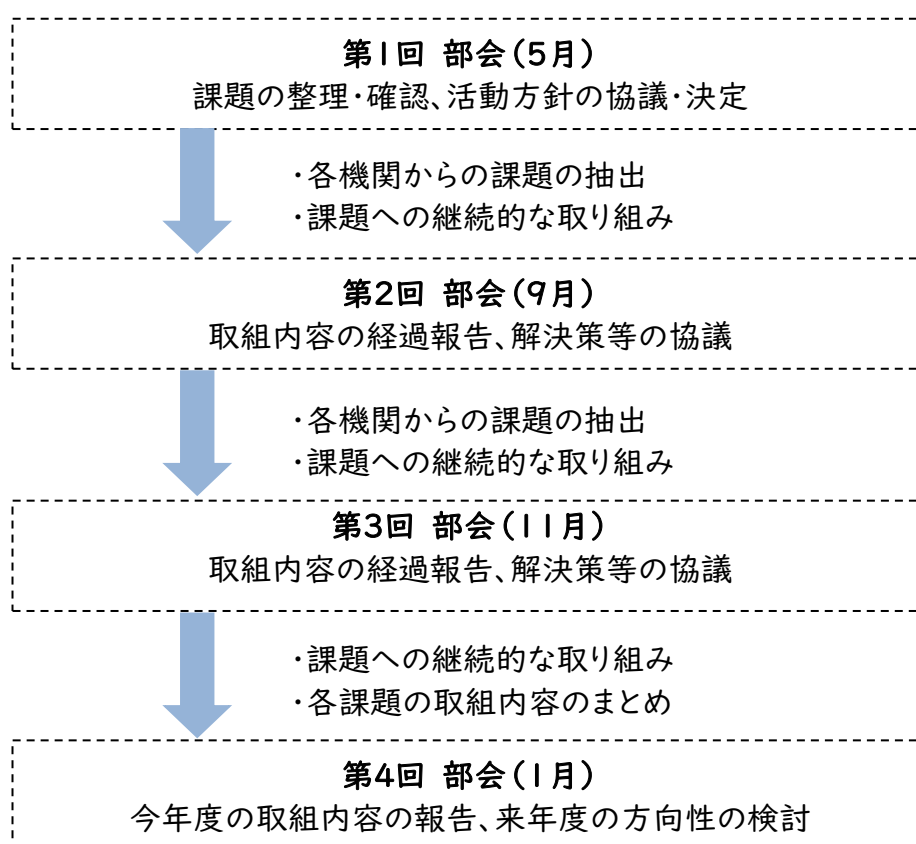 第1回 部会(5月)
課題の整理・確認、活動方針の協議・決定
・各機関からの課題の抽出
・課題への継続的な取り組み
第2回 部会(9月)
取組内容の経過報告、解決策等の協議
・各機関からの課題の抽出
・課題への継続的な取り組み
第3回 部会(11月)
取組内容の経過報告、解決策等の協議
・課題への継続的な取り組み
・各課題の取組内容のまとめ
第4回 部会(1月)
今年度の取組内容の報告、来年度の方向性の検討